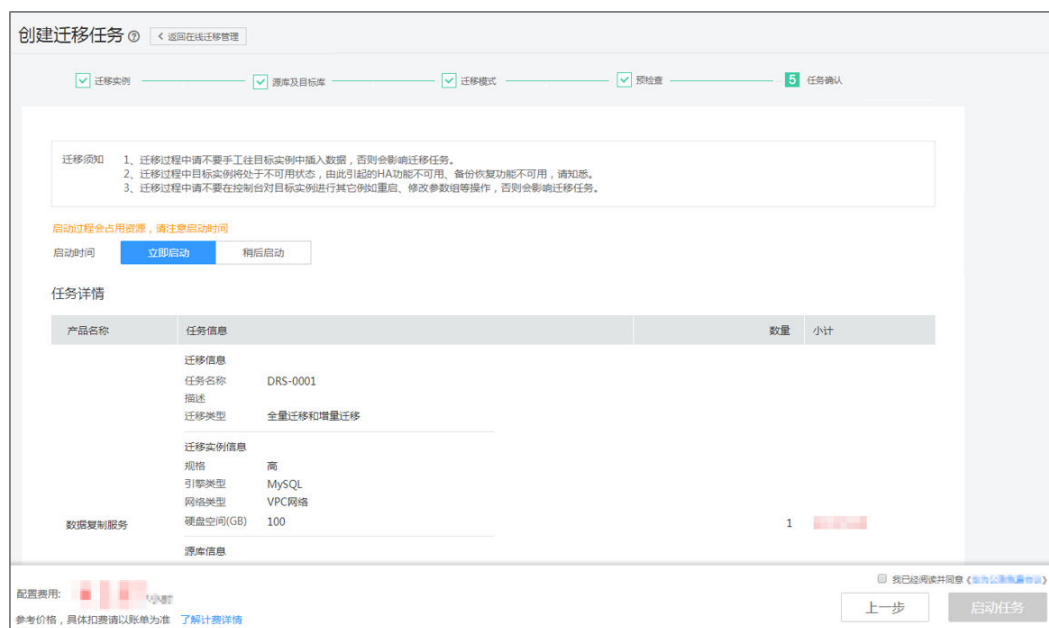 创建迁移任务 ? < 返回在线迁移管理
迁移实例 源库及目标库 迁移模式 预检查 5 任务确认
迁移须知 1、迁移过程中请不要手工往目标实例中插入数据，否则会影响迁移任务。
2、迁移过程中目标实例将处于不可用状态，由此引起的HA功能不可用、备份恢复功能不可用，请知悉。
3、迁移过程中请不要在控制台对目标实例进行其它例如重启、修改参数组等操作，否则会影响迁移任务。
启动过程会占用资源，请注意启动时间
启动时间 立即启动 稍后启动
任务详情
产品名称 任务信息 数量 小计
迁移信息
任务名称 DRS-0001
描述
迁移类型 全量迁移和增量迁移
迁移实例信息
规格 高
引擎类型 MySQL
网络类型 VPC网络
数据复制服务 硬盘空间(GB) 100 1
源库信息
我已经阅读并同意《
配置费用: 
参考价格，具体扣费请以账单为准 了解计费详情
上一步 启动任务